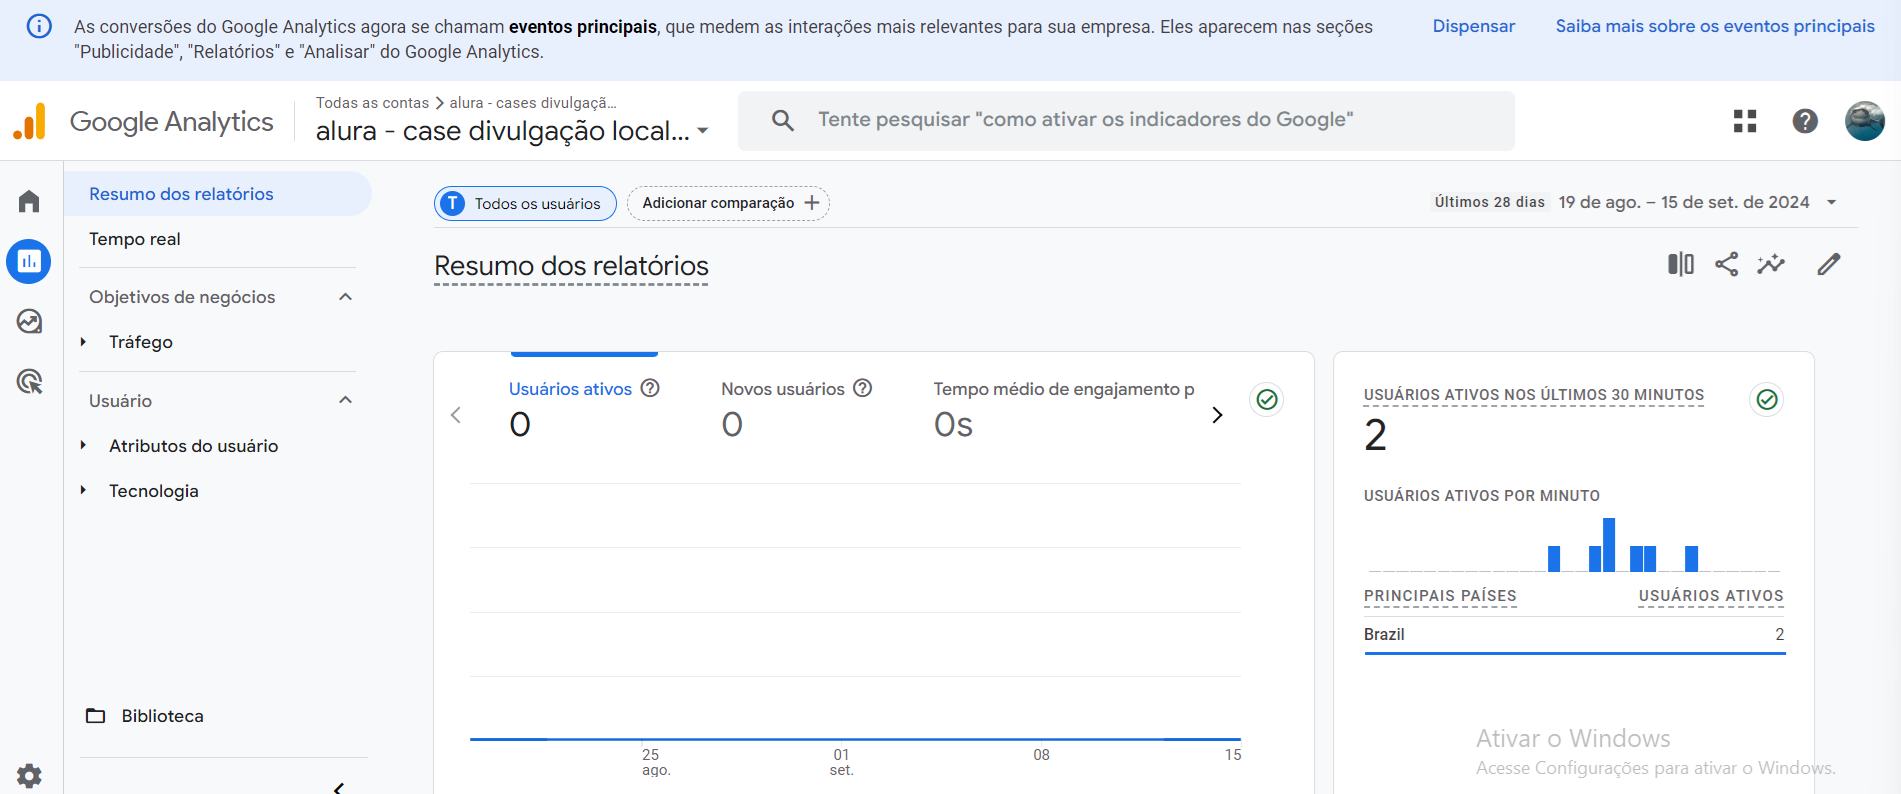 As conversões do Google Analytics agora se chamam eventos principais, que medem as interações mais relevantes para sua empresa. Eles aparecem nas seções
"Publicidade", "Relatórios" e "Analisar" do Google Analytics.
Dispensar
Saiba mais sobre os eventos principais
Google Analytics
Todas as contas > alura - cases divulgaçã...
alura - case divulgação local...
Tente pesquisar "como ativar os indicadores do Google"
Resumo dos relatórios
Tempo real
Objetivos de negócios
Tráfego
Usuário
Atributos do usuário
Tecnologia
Biblioteca
T Todos os usuários
Adicionar comparação +
Últimos 28 dias 19 de ago. – 15 de set. de 2024
Resumo dos relatórios
Usuários ativos
0
Novos usuários
0
Tempo médio de engajamento p
0s
25
ago.
01
set.
08
15
USUÁRIOS ATIVOS NOS ÚLTIMOS 30 MINUTOS
2
USUÁRIOS ATIVOS POR MINUTO
PRINCIPAIS PAÍSES USUÁRIOS ATIVOS
Brazil 2
Ativar o Windows
Acesse Configurações para ativar o Windows.